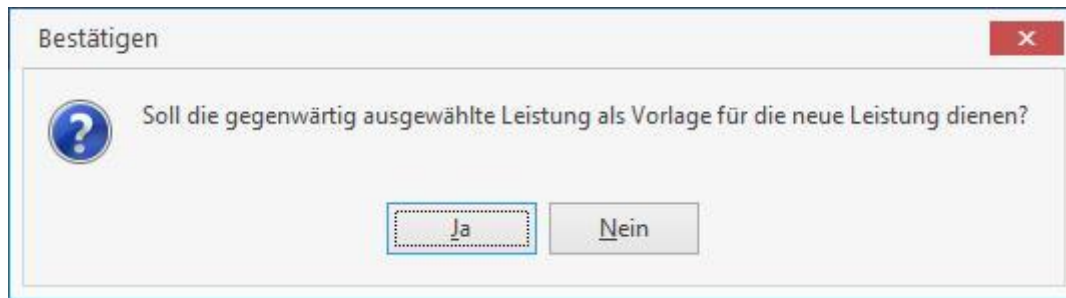 Bestätigen
Soll die gegenwärtig ausgewählte Leistung als Vorlage für die neue Leistung dienen?
Ja
Nein